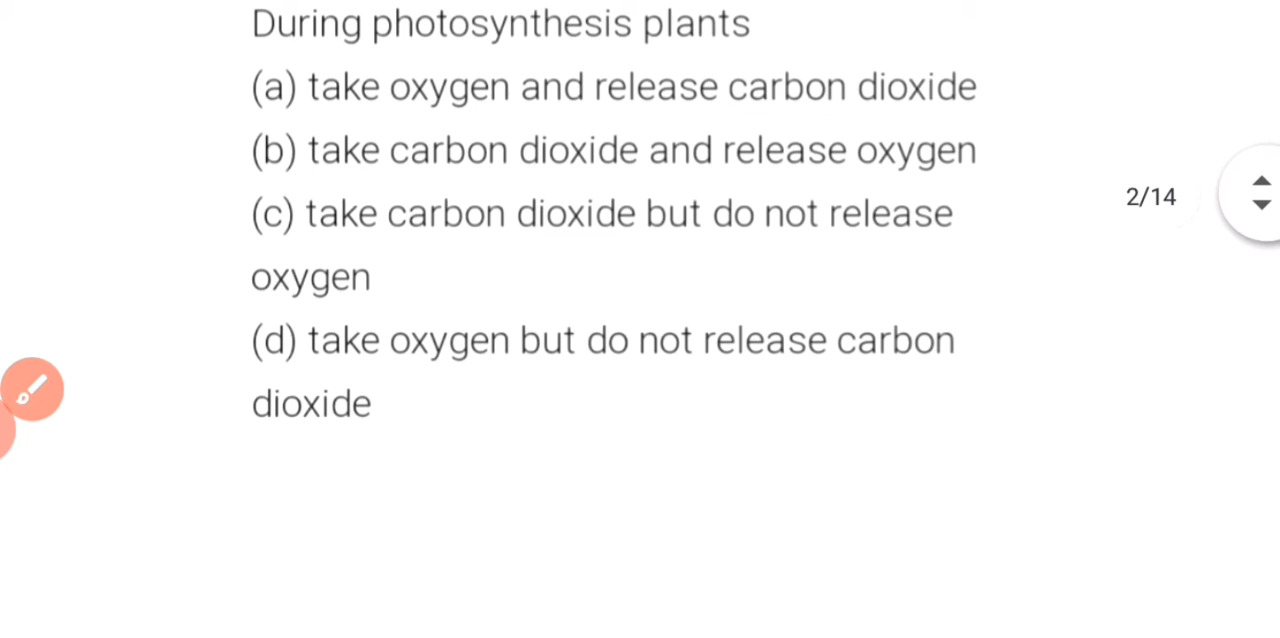 During photosynthesis plants
(a) take oxygen and release carbon dioxide
(b) take carbon dioxide and release oxygen
(c) take carbon dioxide but do not release
oxygen
(d) take oxygen but do not release carbon
dioxide
2/14